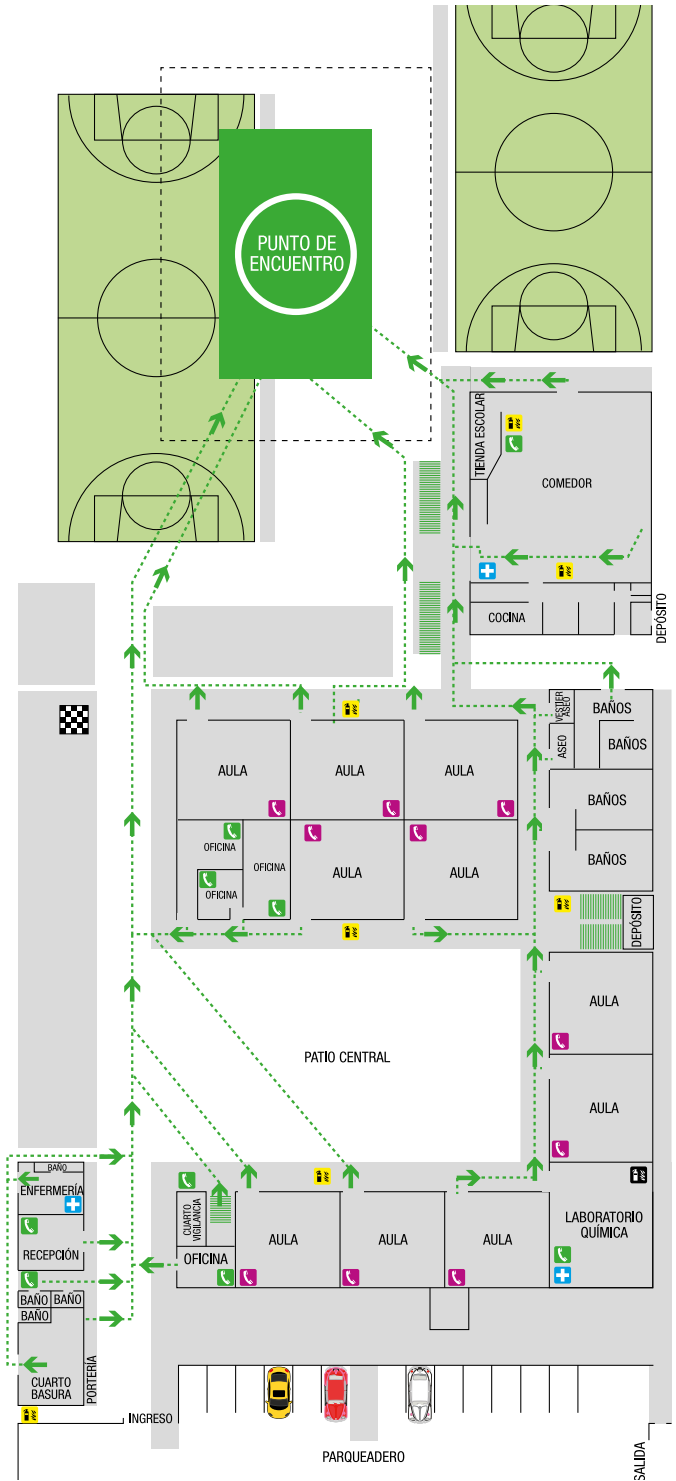 PUNTO DE
ENCUENTRO
TIENDA ESCOLAR
COMEDOR
COCINA
DEPÓSITO
VESTIER
ASEO
BAÑOS
ASEO
BAÑOS
AULA
AULA
AULA
BAÑOS
OFICINA
OFICINA
OFICINA
AULA
AULA
BAÑOS
DEPÓSITO
AULA
PATIO CENTRAL
AULA
BAÑO
ENFERMERÍA
RECEPCIÓN
CUARTO
VIGILANCIA
OFICINA
AULA
AULA
AULA
LABORATORIO
QUÍMICA
BAÑO
BAÑO
BAÑO
CUARTO
BASURA
PORTERÍA
INGRESO
PARQUEADERO
SALIDA